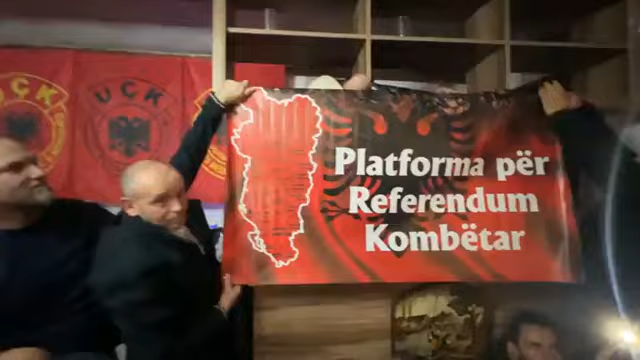 UÇK
UÇK
Platforma për
Referendum
Kombëtar